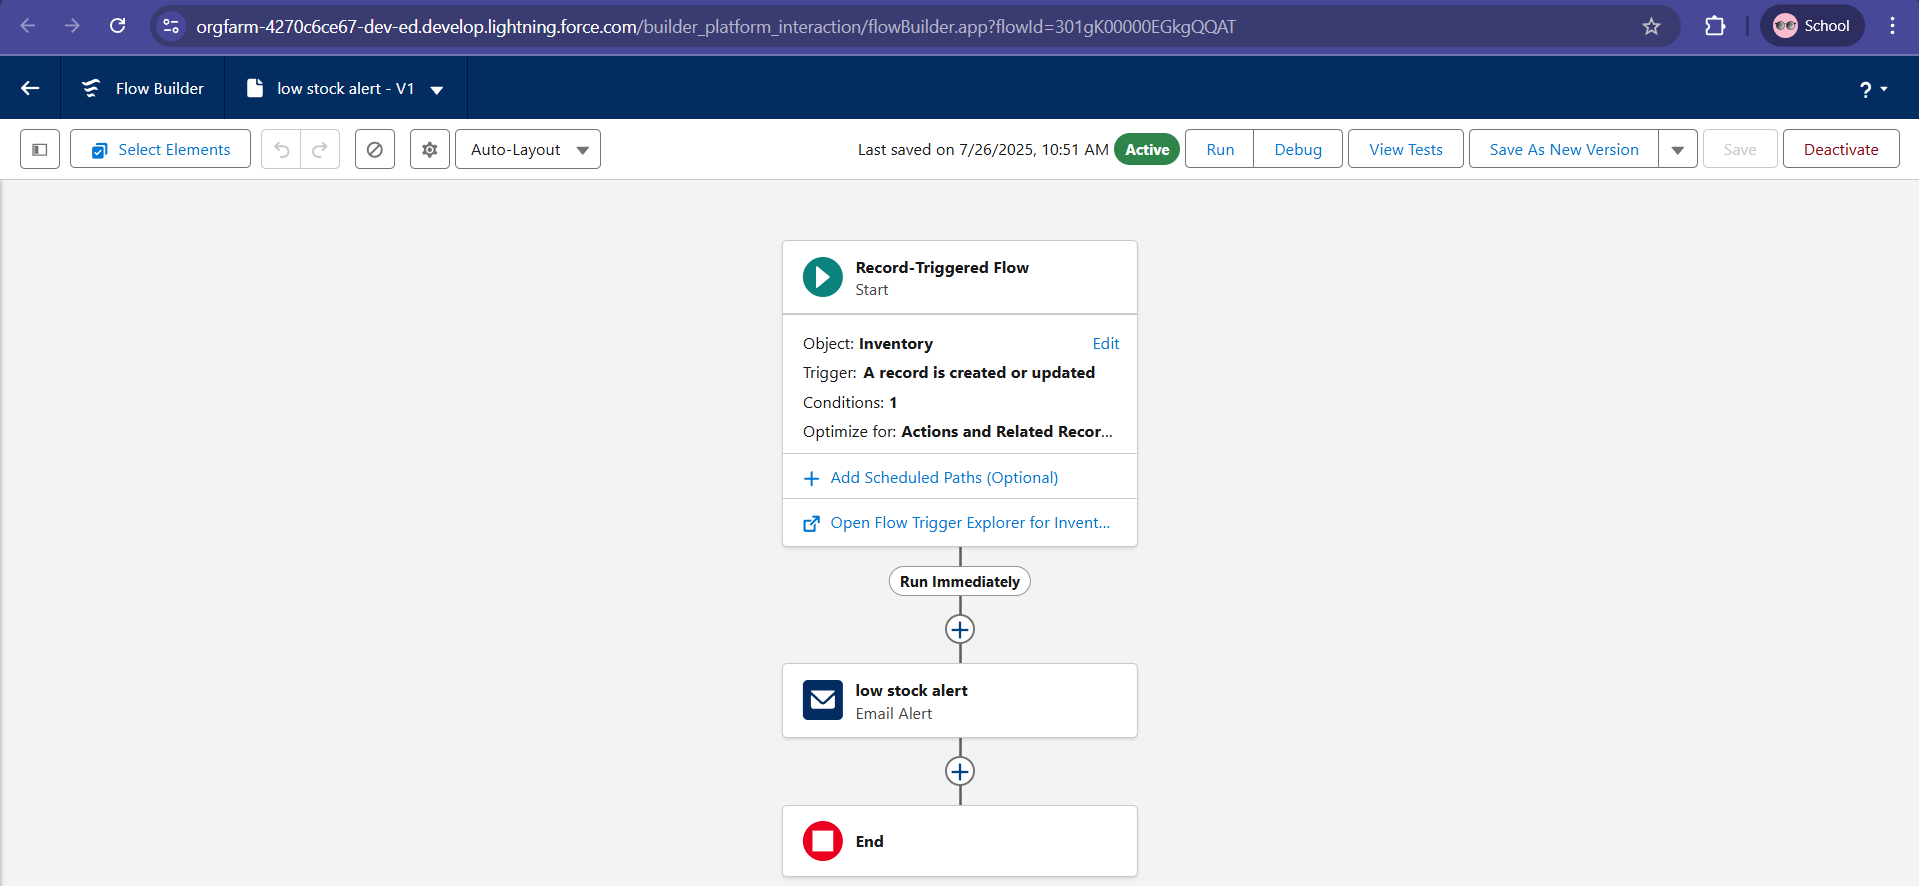 orgfarm-4270c6ce67-dev-ed.develop.lightning.force.com/builder_platform_interaction/flowBuilder.app?flowId=301gK00000EGkgQQAT
School
Flow Builder
low stock alert - V1
?
Select Elements
Auto-Layout
Last saved on 7/26/2025, 10:51 AM
Active
Run
Debug
View Tests
Save As New Version
Save
Deactivate
Record-Triggered Flow
Start
Object: Inventory
Edit
Trigger: A record is created or updated
Conditions: 1
Optimize for: Actions and Related Recor...
Add Scheduled Paths (Optional)
Open Flow Trigger Explorer for Invent...
Run Immediately
low stock alert
Email Alert
End